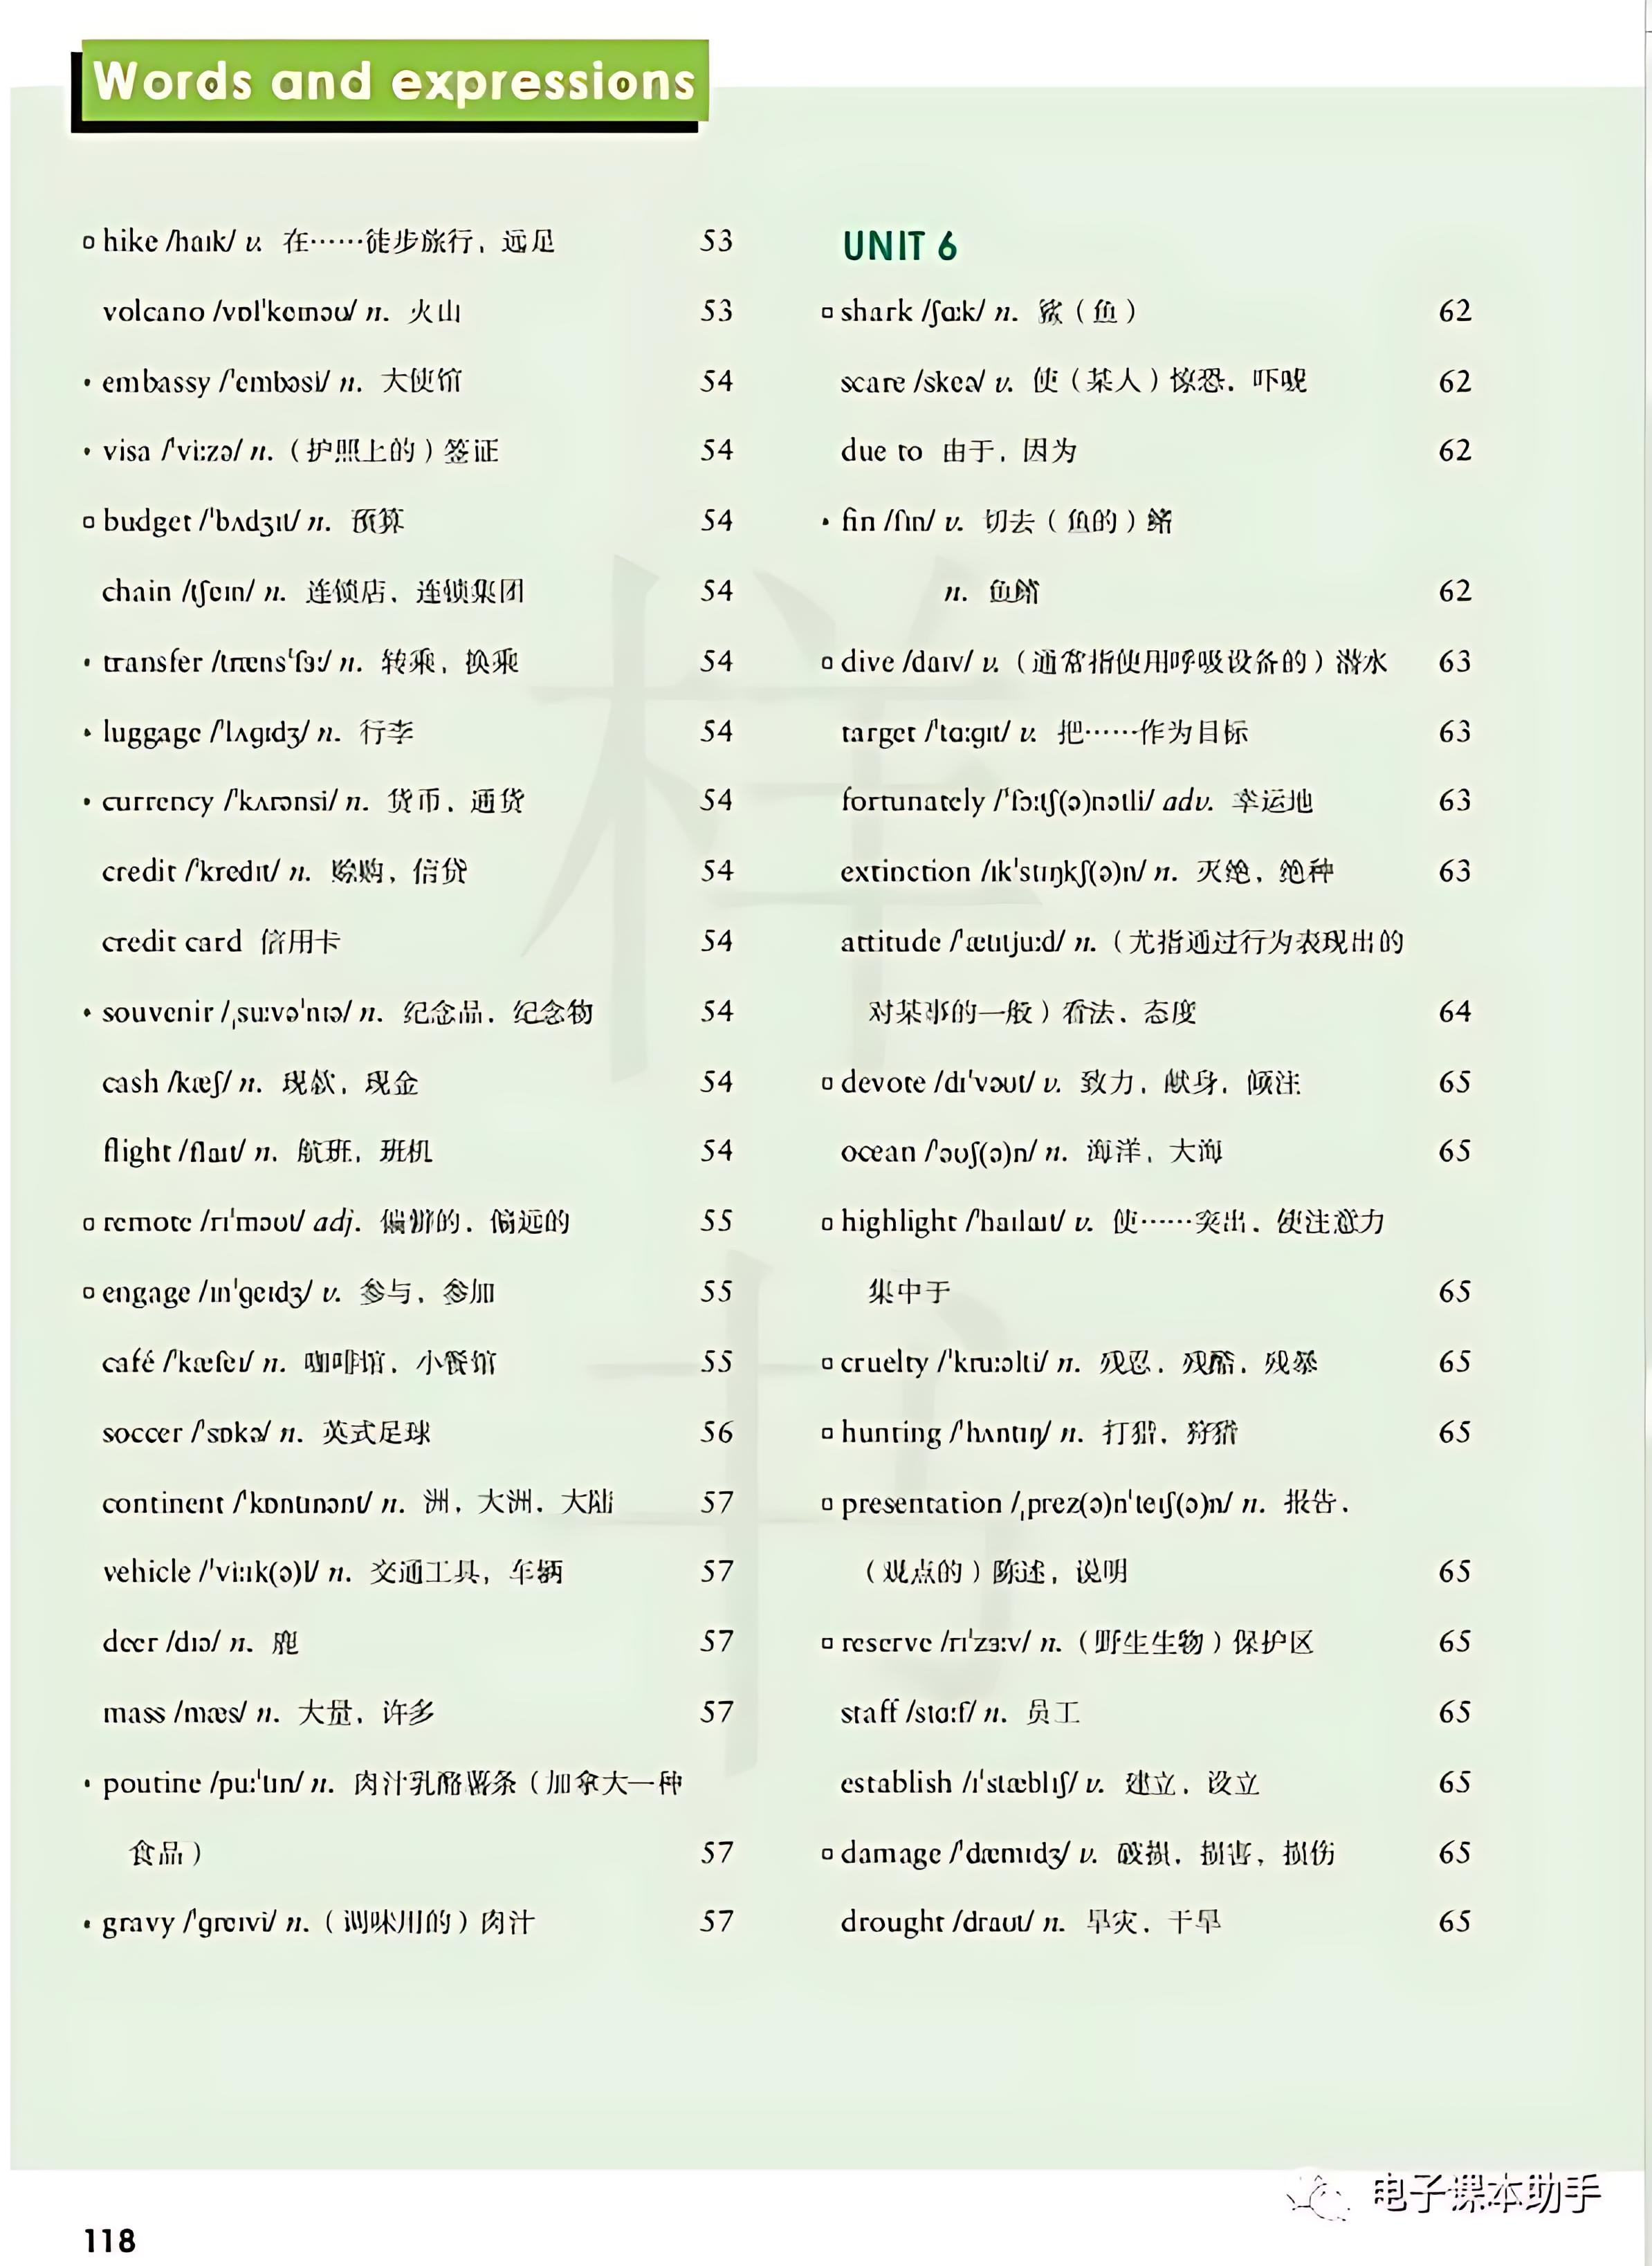 Words and expressions
▫ hike /haɪk/ v. 在……徒步旅行，远足 53
volcano /vɒlˈkeɪnəʊ/ n. 火山 53
• embassy /ˈembəsi/ n. 大使馆 54
• visa /ˈviːzə/ n.（护照上的）签证 54
▫ budget /ˈbʌdʒɪt/ n. 预算 54
chain /tʃeɪn/ n. 连锁店，连锁集团 54
• transfer /trænsˈfɜː/ n. 转乘，换乘 54
• luggage /ˈlʌɡɪdʒ/ n. 行李 54
• currency /ˈkʌrənsi/ n. 货币，通货 54
credit /ˈkredɪt/ n. 赊购，信贷 54
credit card 信用卡 54
• souvenir /ˌsuːvəˈnɪə/ n. 纪念品，纪念物 54
cash /kæʃ/ n. 现款，现金 54
flight /flaɪt/ n. 航班，班机 54
▫ remote /rɪˈməʊt/ adj. 偏僻的，偏远的 55
▫ engage /ɪnˈɡeɪdʒ/ v. 参与，参加 55
café /ˈkæfeɪ/ n. 咖啡馆，小餐馆 55
soccer /ˈsɒkə/ n. 英式足球 56
continent /ˈkɒntɪnənt/ n. 洲，大洲，大陆 57
vehicle /ˈviːɪk(ə)l/ n. 交通工具，车辆 57
deer /dɪə/ n. 鹿 57
mass /mæs/ n. 大量，许多 57
• poutine /puːˈtɪn/ n. 肉汁乳酪薯条（加拿大一种
食品） 57
• gravy /ˈɡreɪvi/ n.（调味用的）肉汁 57
UNIT 6
▫ shark /ʃɑːk/ n. 鲨（鱼） 62
scare /skeə/ v. 使（某人）惊恐，吓唬 62
due to 由于，因为 62
• fin /fɪn/ v. 切去（鱼的）鳍
n. 鱼鳍 62
▫ dive /daɪv/ v.（通常指使用呼吸设备的）潜水 63
target /ˈtɑːɡɪt/ v. 把……作为目标 63
fortunately /ˈfɔːtʃ(ə)nətli/ adv. 幸运地 63
extinction /ɪkˈstɪŋkʃ(ə)n/ n. 灭绝，绝种 63
attitude /ˈætɪtjuːd/ n.（尤指通过行为表现出的
对某事的一般）看法，态度 64
▫ devote /dɪˈvəʊt/ v. 致力，献身，倾注 65
ocean /ˈəʊʃ(ə)n/ n. 海洋，大海 65
▫ highlight /ˈhaɪlaɪt/ v. 使……突出，使注意力
集中于 65
▫ cruelty /ˈkruːəlti/ n. 残忍，残酷，残暴 65
▫ hunting /ˈhʌntɪŋ/ n. 打猎，狩猎 65
▫ presentation /ˌprez(ə)nˈteɪʃ(ə)n/ n. 报告，
（观点的）陈述，说明 65
▫ reserve /rɪˈzɜːv/ n.（野生生物）保护区 65
staff /stɑːf/ n. 员工 65
establish /ɪˈstæblɪʃ/ v. 建立，设立 65
▫ damage /ˈdæmɪdʒ/ v. 破损，损害，损伤 65
drought /draʊt/ n. 旱灾，干旱 65
样书
电子课本助手
118